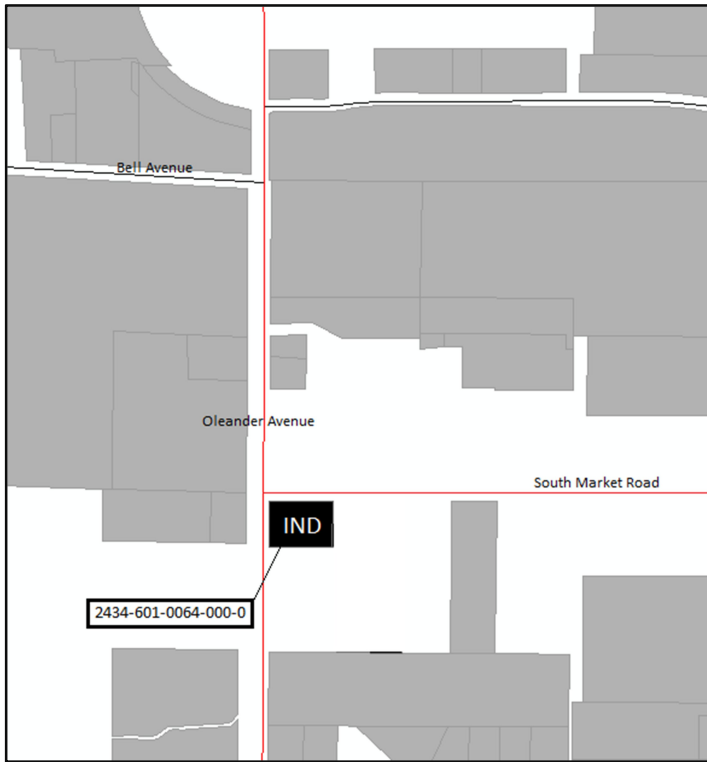 Bell Avenue
Oleander Avenue
South Market Road
IND
2434-601-0064-000-0